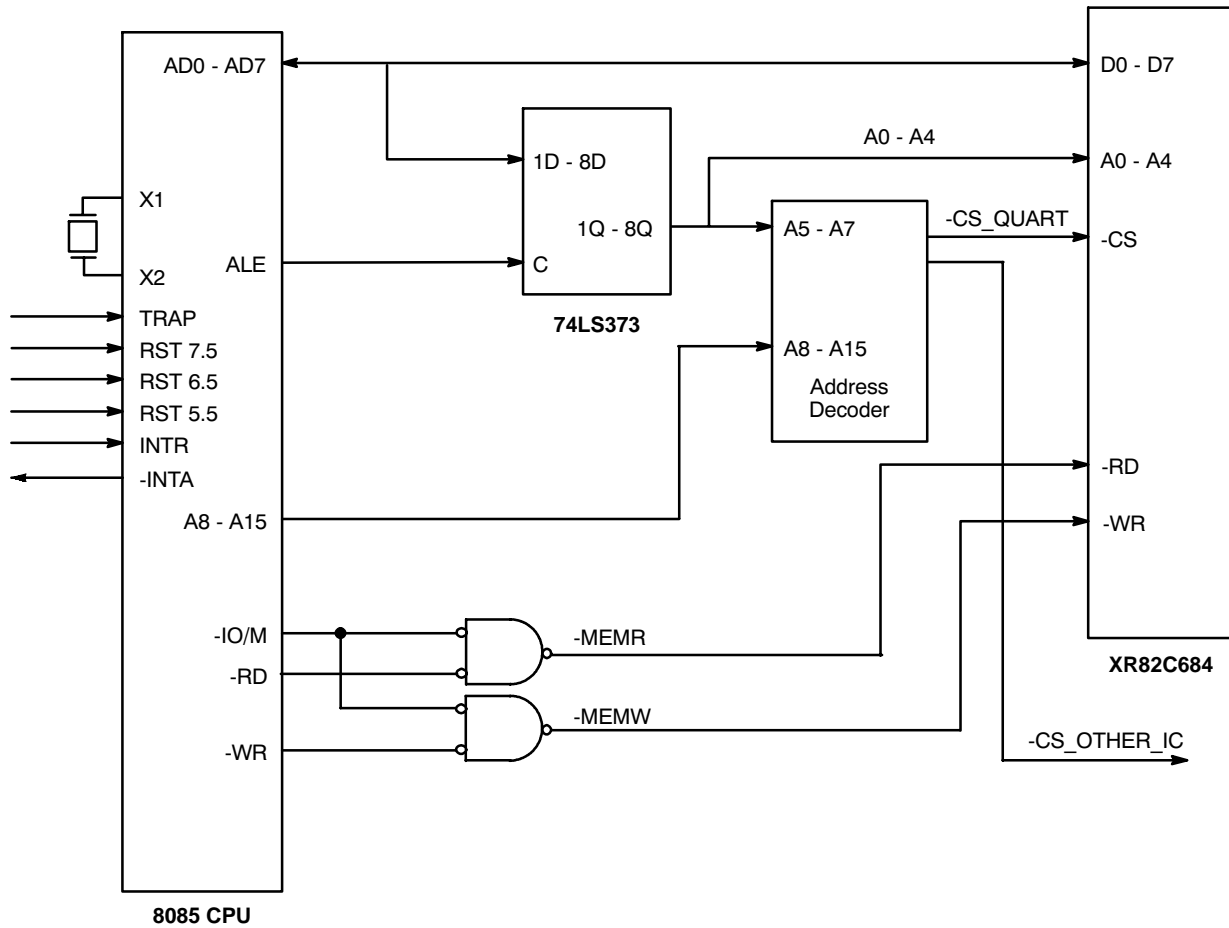 AD0 - AD7
X1
X2
ALE
TRAP
RST 7.5
RST 6.5
RST 5.5
INTR
-INTA
A8 - A15
-IO/M
-RD
-WR
8085 CPU
1D - 8D
1Q - 8Q
C
74LS373
A0 - A4
A5 - A7
A8 - A15
Address
Decoder
-CS_QUART
-MEMR
-MEMW
D0 - D7
A0 - A4
-CS
-RD
-WR
XR82C684
-CS_OTHER_IC